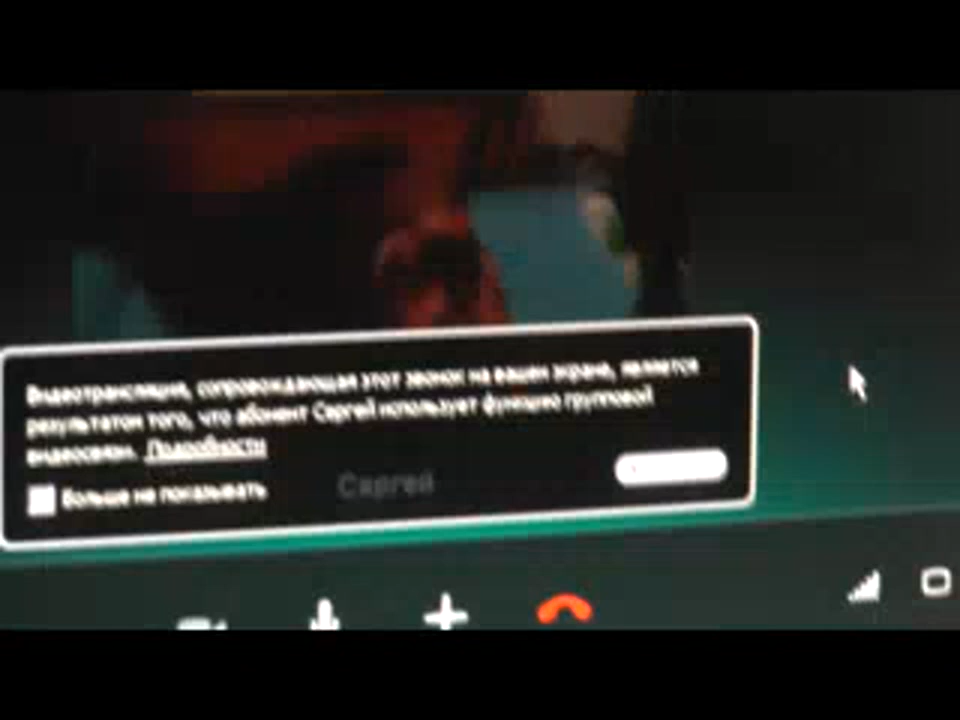 Видеотрансляция, сопровождающая этот звонок на вашем экране, является
результатом того, что абонент Сергей использует функцию групповой
видеосвязи. Подробности
Больше не показывать
Сергей